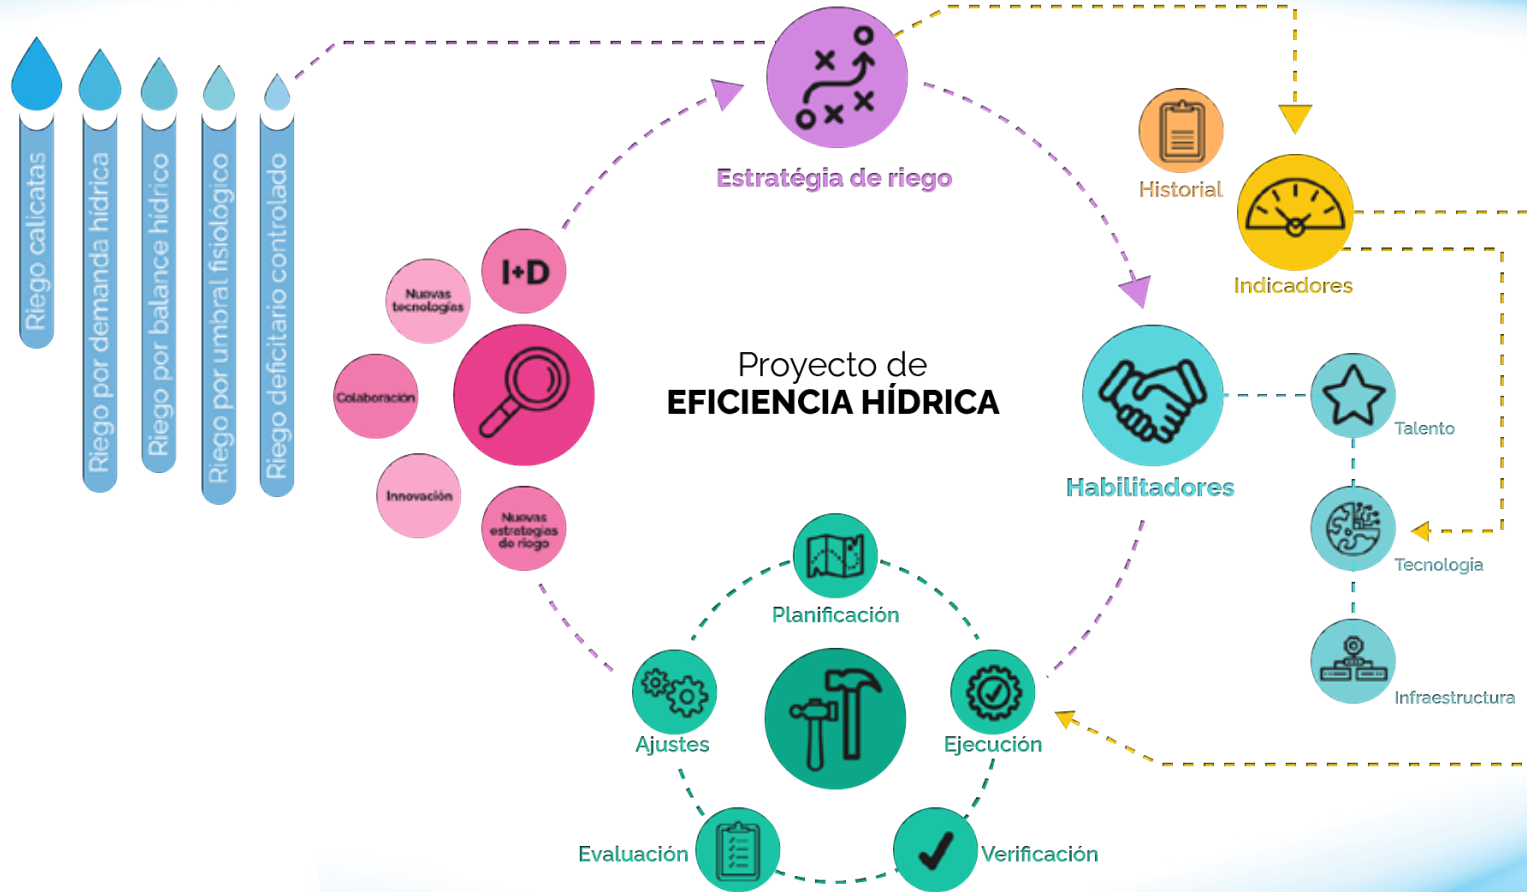 Riego calicatas
Riego por demanda hídrica
Riego por balance hídrico
Riego por umbral fisiológico
Riego deficitario controlado
Estratégia de riego
Historial
Indicadores
I+D
Nuevas
tecnologías
Colaboración
Innovación
Nuevas
estrategias
de riego
Proyecto de
EFICIENCIA HÍDRICA
Habilitadores
Talento
Tecnologia
Infraestructura
Planificación
Ajustes
Ejecución
Evaluación
Verificación